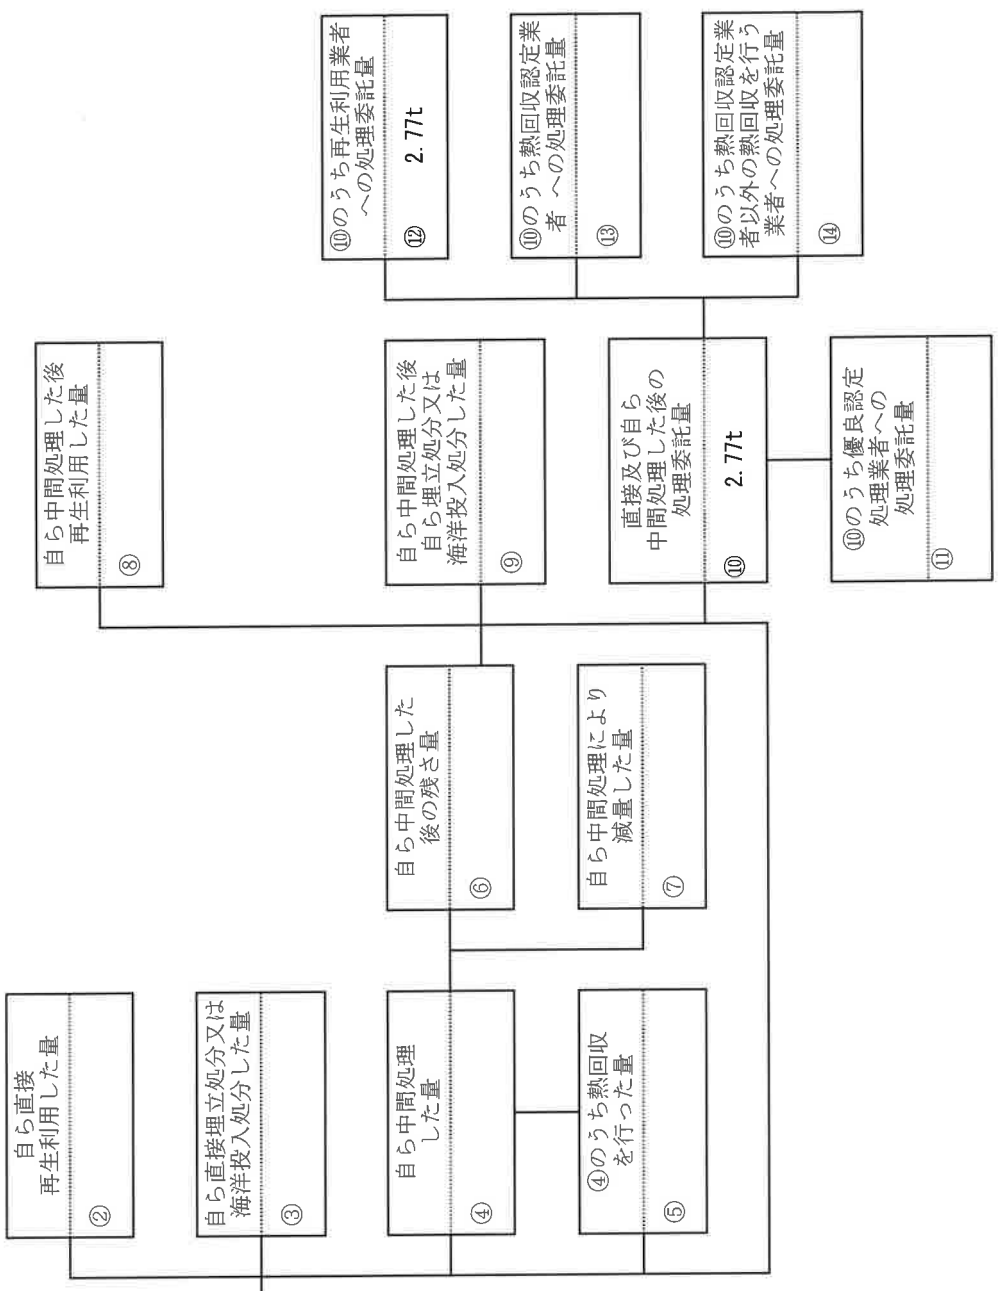 自ら直接
再生利用した量
②
自ら直接埋立処分又は
海洋投入処分した量
③
自ら中間処理
した量
④
④のうち熱回収
を行った量
⑤
自ら中間処理した
後の残さ量
⑥
自ら中間処理により
減量した量
⑦
自ら中間処理した後
再生利用した量
⑧
自ら中間処理した後
自ら埋立処分又は
海洋投入処分した量
⑨
直接及び自ら
中間処理した後の
処理委託量
⑩ 2.77t
⑩のうち優良認定
処理業者への
処理委託量
⑪
⑩のうち再生利用業者
への処理委託量
⑫ 2.77t
⑩のうち熱回収認定業
者 への処理委託量
⑬
⑩のうち熱回収認定業
者以外の熱回収を行う
業者への処理委託量
⑭